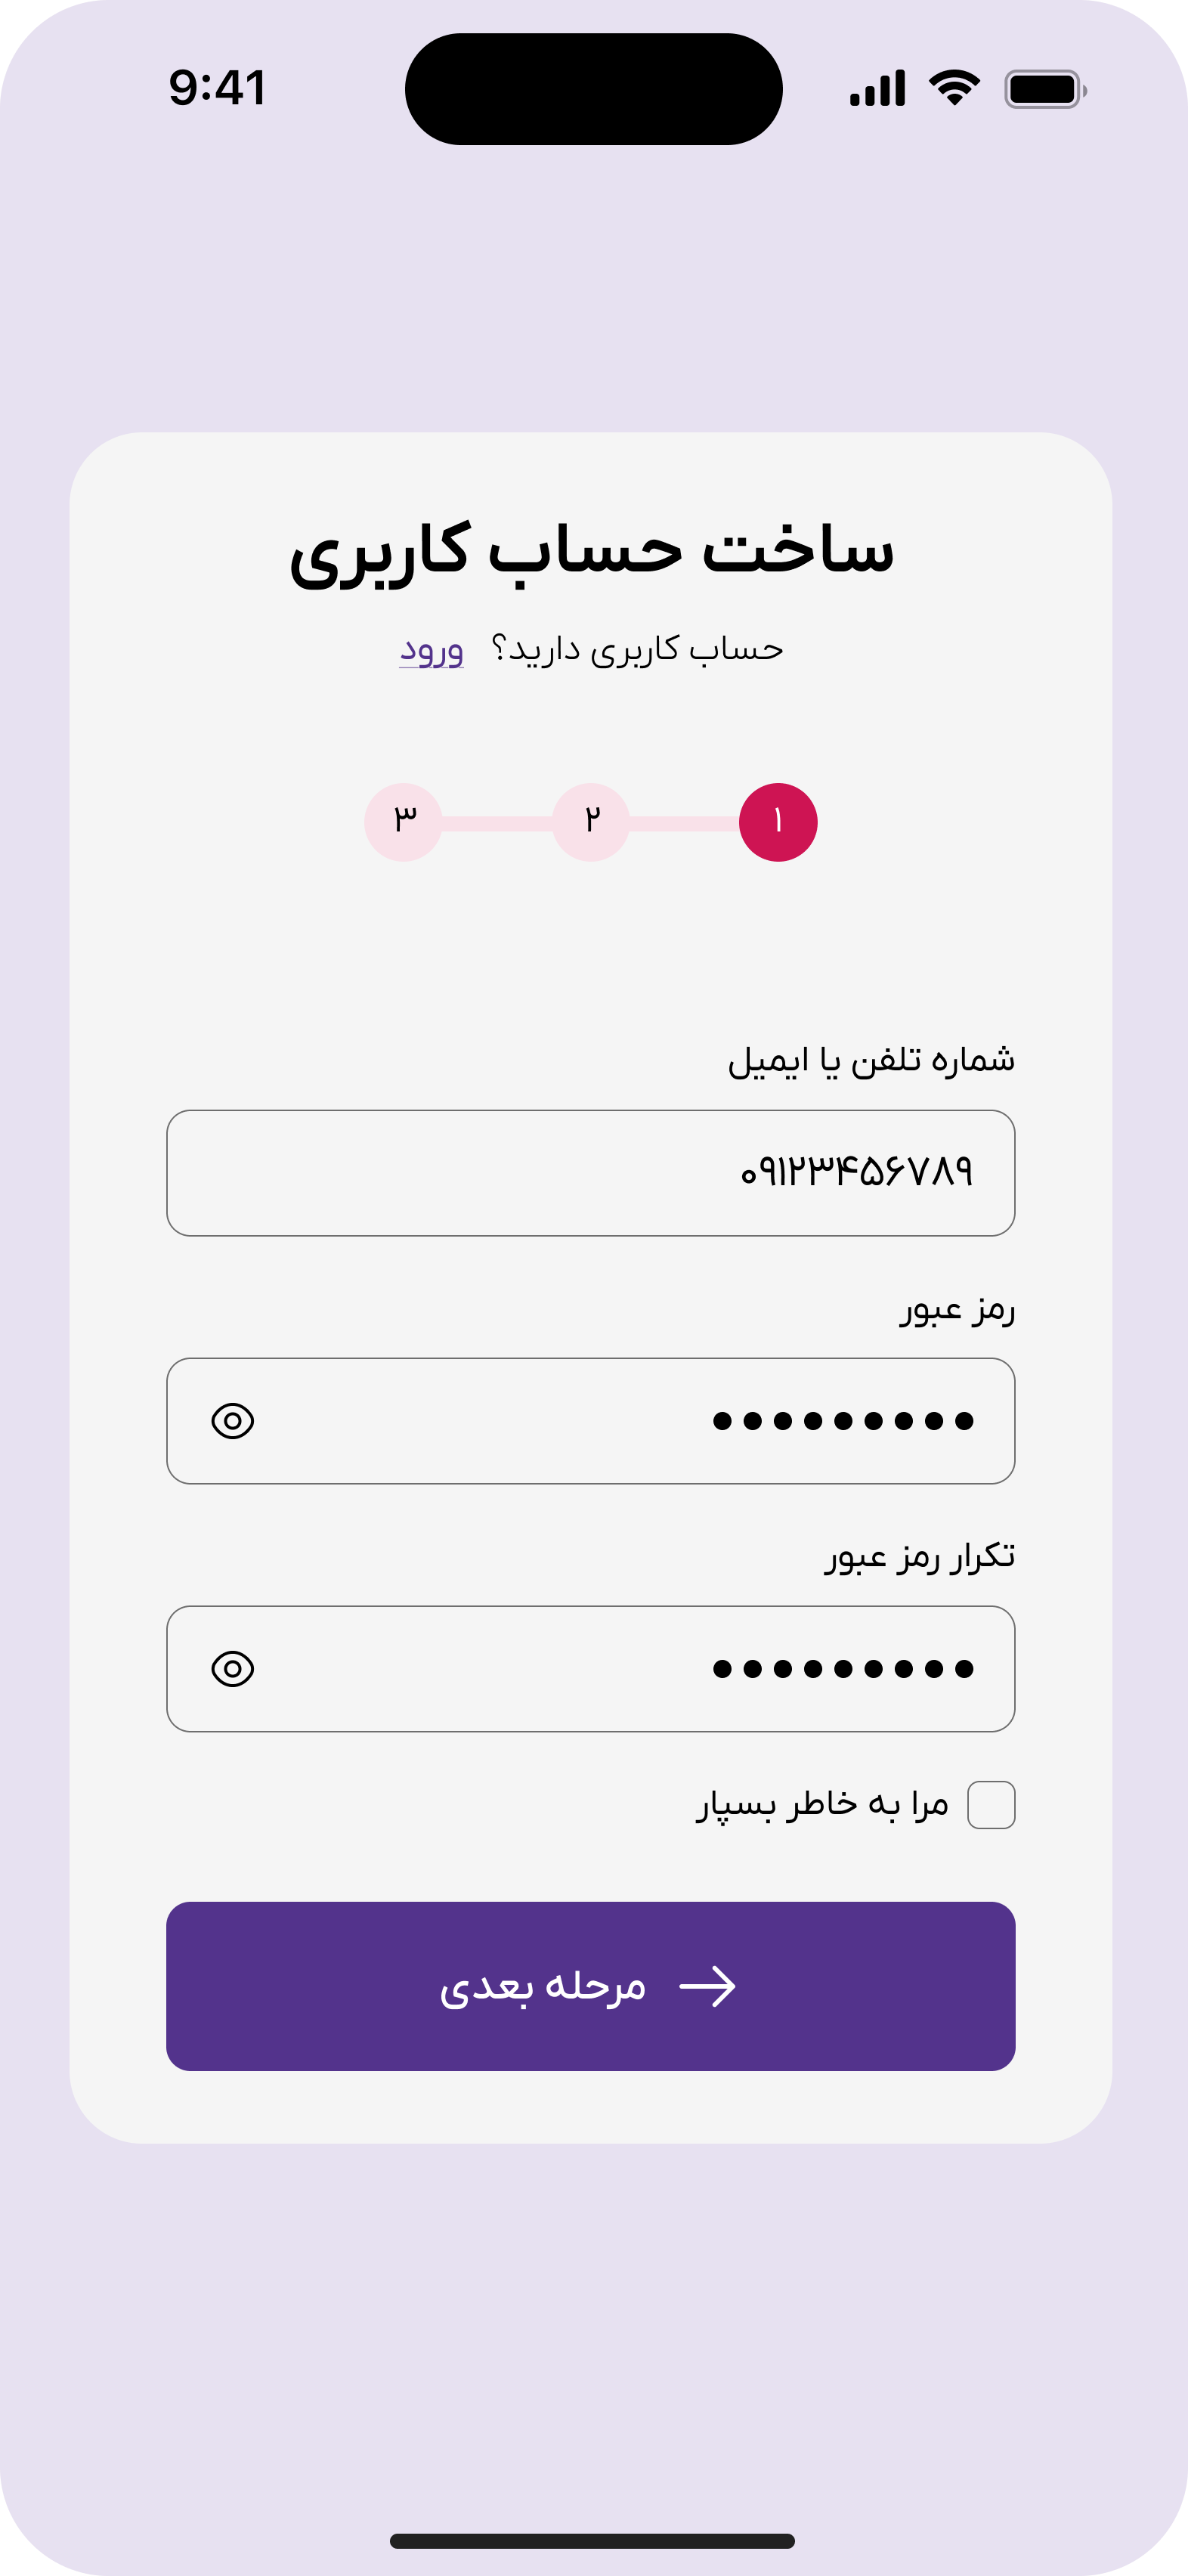 9:41
ساخت حساب کاربری
حساب کاربری دارید؟ ورود
۱ ۲ ۳
شماره تلفن یا ایمیل
۰۹۱۲۳۴۵۶۷۸۹
رمز عبور
تکرار رمز عبور
مرا به خاطر بسپار
مرحله بعدی